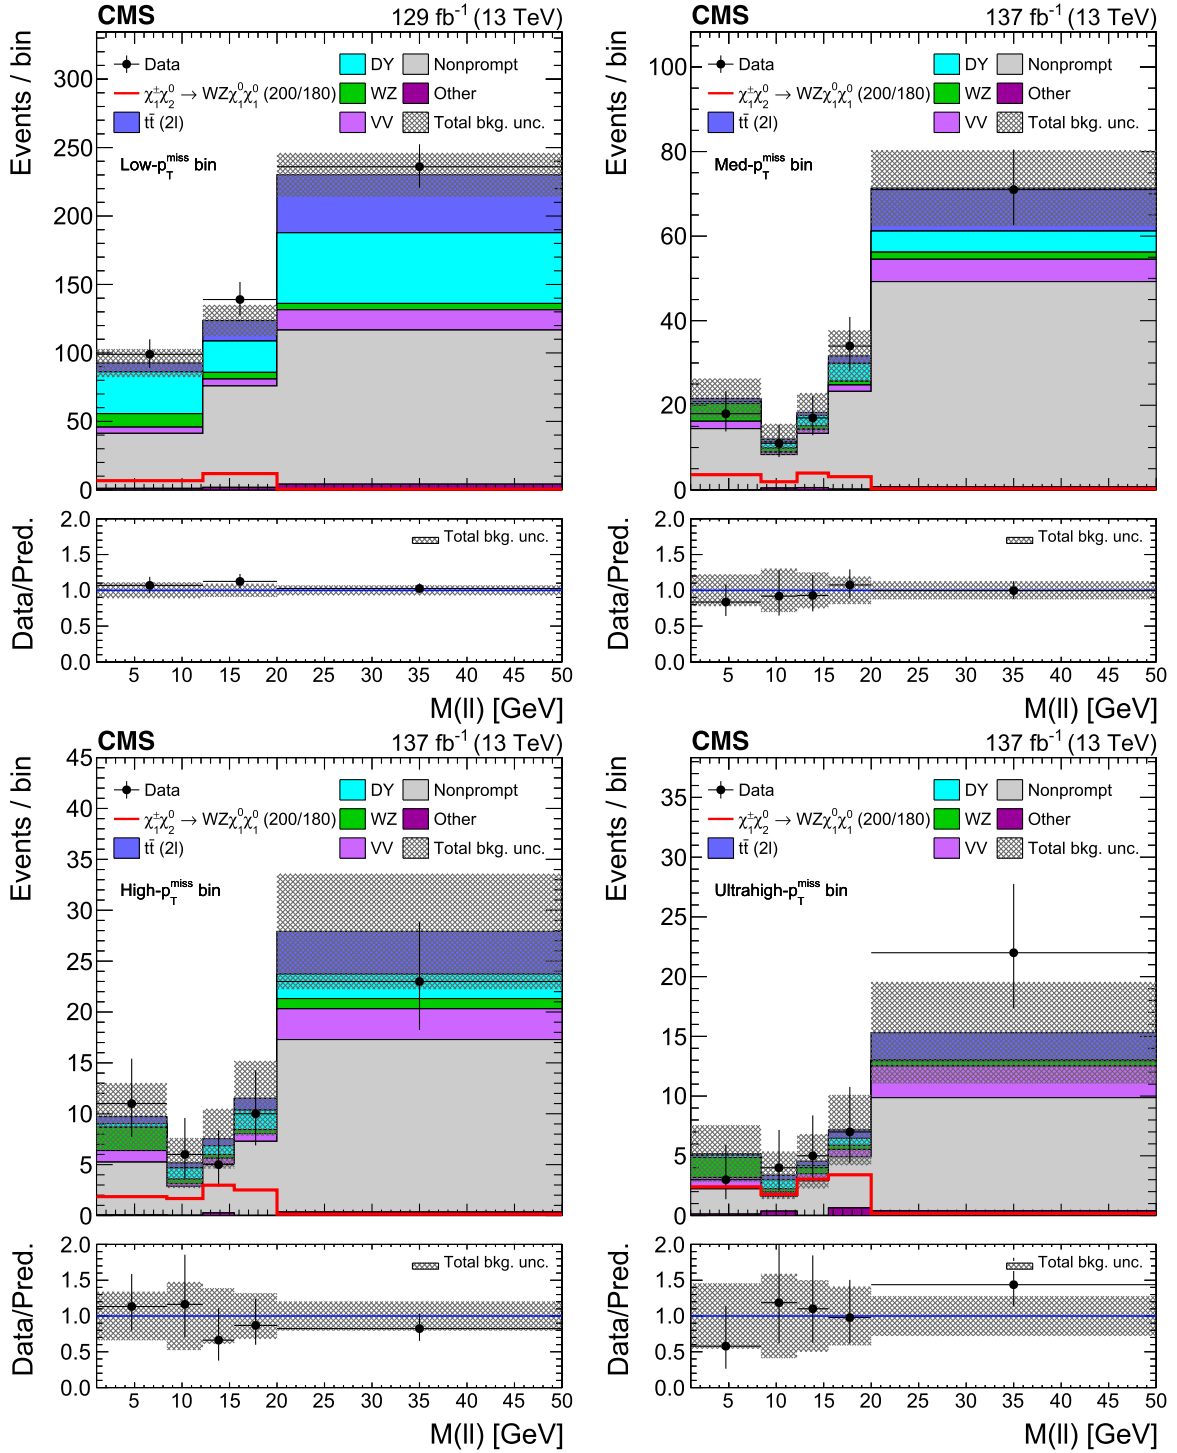 CMS 129 fb⁻¹ (13 TeV)
Events / bin
300
250
200
150
100
50
0
Data
χ₁^±χ₂⁰ → WZχ₁⁰χ₁⁰ (200/180)
tt̄ (2l)
DY
WZ
VV
Nonprompt
Other
Total bkg. unc.
Low-p_T^miss bin
Data/Pred.
2.0
1.5
1.0
0.5
0.0
Total bkg. unc.
5 10 15 20 25 30 35 40 45 50
M(ll) [GeV]
CMS 137 fb⁻¹ (13 TeV)
Events / bin
100
80
60
40
20
0
Data
χ₁^±χ₂⁰ → WZχ₁⁰χ₁⁰ (200/180)
tt̄ (2l)
DY
WZ
VV
Nonprompt
Other
Total bkg. unc.
Med-p_T^miss bin
Data/Pred.
2.0
1.5
1.0
0.5
0.0
Total bkg. unc.
5 10 15 20 25 30 35 40 45 50
M(ll) [GeV]
CMS 137 fb⁻¹ (13 TeV)
Events / bin
45
40
35
30
25
20
15
10
5
0
Data
χ₁^±χ₂⁰ → WZχ₁⁰χ₁⁰ (200/180)
tt̄ (2l)
DY
WZ
VV
Nonprompt
Other
Total bkg. unc.
High-p_T^miss bin
Data/Pred.
2.0
1.5
1.0
0.5
0.0
Total bkg. unc.
5 10 15 20 25 30 35 40 45 50
M(ll) [GeV]
CMS 137 fb⁻¹ (13 TeV)
Events / bin
35
30
25
20
15
10
5
0
Data
χ₁^±χ₂⁰ → WZχ₁⁰χ₁⁰ (200/180)
tt̄ (2l)
DY
WZ
VV
Nonprompt
Other
Total bkg. unc.
Ultrahigh-p_T^miss bin
Data/Pred.
2.0
1.5
1.0
0.5
0.0
Total bkg. unc.
5 10 15 20 25 30 35 40 45 50
M(ll) [GeV]